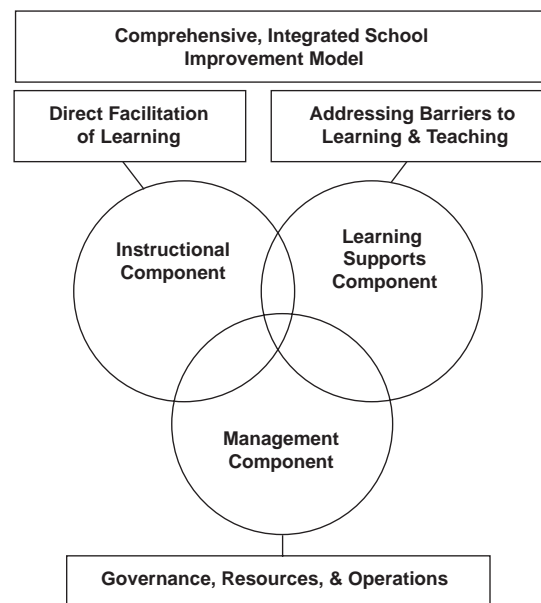 Comprehensive, Integrated School
Improvement Model
Direct Facilitation
of Learning
Addressing Barriers to
Learning & Teaching
Instructional
Component
Learning
Supports
Component
Management
Component
Governance, Resources, & Operations